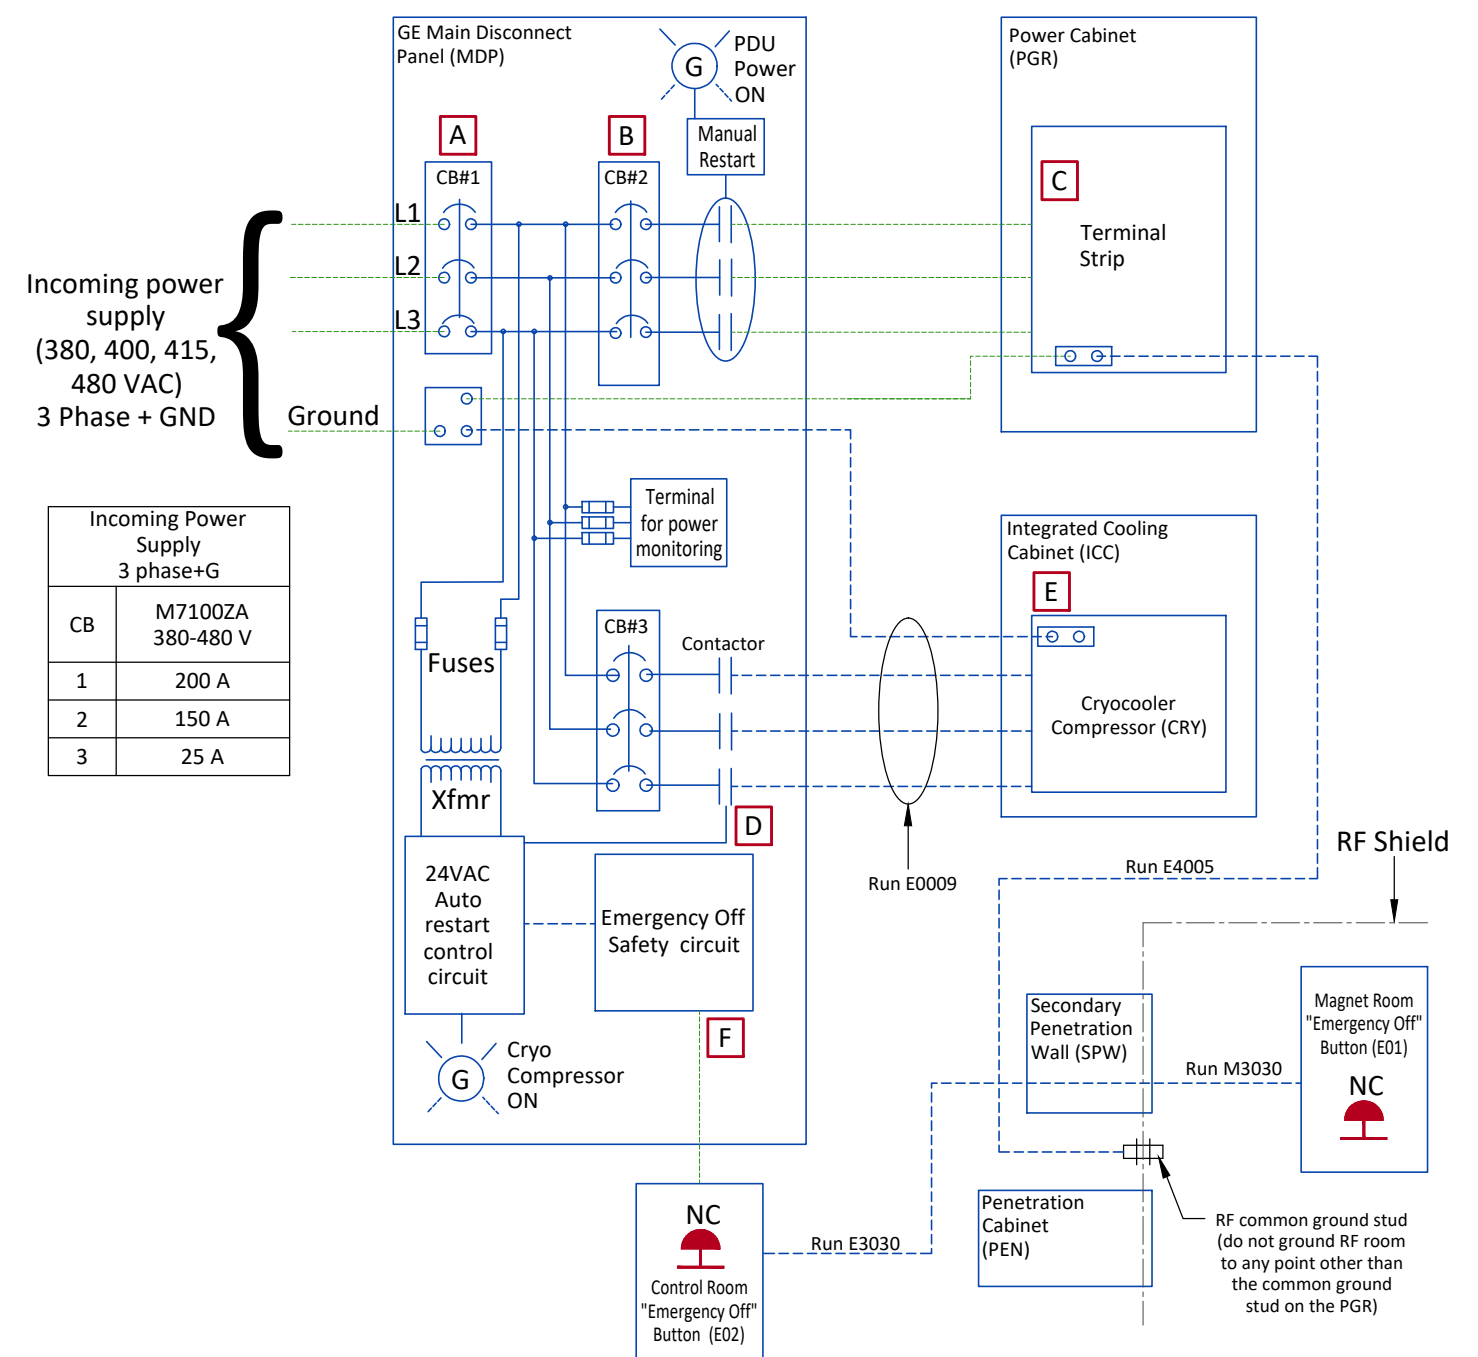 GE Main Disconnect
Panel (MDP)
G
PDU
Power
ON
Manual
Restart
A
B
CB#1
CB#2
L1
L2
L3
Incoming power
supply
(380, 400, 415,
480 VAC)
3 Phase + GND
{
Ground
Power Cabinet
(PGR)
C
Terminal
Strip
Incoming Power
Supply
3 phase+G
CB
M7100ZA
380-480 V
1
200 A
2
150 A
3
25 A
Terminal
for power
monitoring
Fuses
CB#3
Contactor
Xfmr
D
24VAC
Auto
restart
control
circuit
Emergency Off
Safety circuit
F
G
Cryo
Compressor
ON
Integrated Cooling
Cabinet (ICC)
E
Cryocooler
Compressor (CRY)
Run E0009
Run E4005
RF Shield
Secondary
Penetration
Wall (SPW)
Run M3030
Magnet Room
"Emergency Off"
Button (E01)
NC
Penetration
Cabinet
(PEN)
RF common ground stud
(do not ground RF room
to any point other than
the common ground
stud on the PGR)
NC
Control Room
"Emergency Off"
Button (E02)
Run E3030